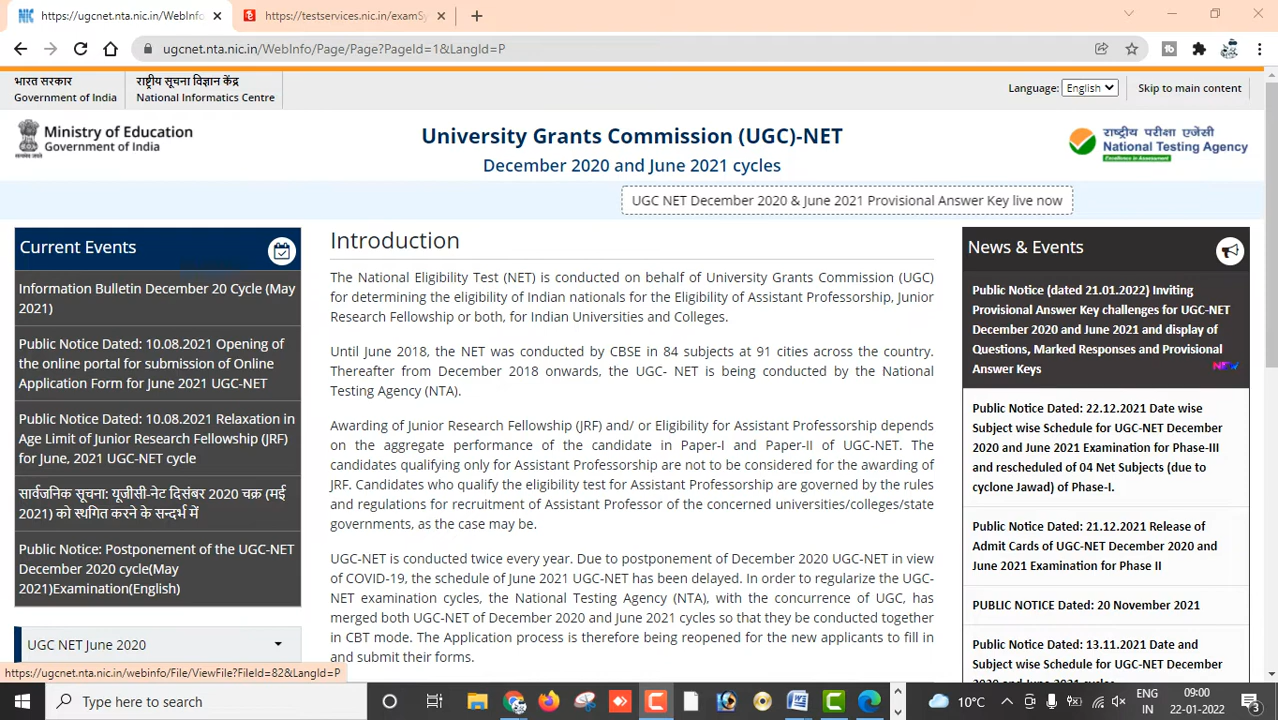 https://ugcnet.nta.nic.in/WebInfo
https://testservices.nic.in/examSy
ugcnet.nta.nic.in/WebInfo/Page/Page?PageId=1&LangId=P
भारत सरकार
Government of India
राष्ट्रीय सूचना विज्ञान केंद्र
National Informatics Centre
Language: English
Skip to main content
Ministry of Education
Government of India
University Grants Commission (UGC)-NET
December 2020 and June 2021 cycles
राष्ट्रीय परीक्षा एजेंसी
National Testing Agency
Excellence in Assessment
UGC NET December 2020 & June 2021 Provisional Answer Key live now
Current Events
Information Bulletin December 20 Cycle (May
2021)
Public Notice Dated: 10.08.2021 Opening of
the online portal for submission of Online
Application Form for June 2021 UGC-NET
Public Notice Dated: 10.08.2021 Relaxation in
Age Limit of Junior Research Fellowship (JRF)
for June, 2021 UGC-NET cycle
सार्वजनिक सूचना: यूजीसी-नेट दिसंबर 2020 चक्र (मई
2021) को स्थगित करने के सन्दर्भ में
Public Notice: Postponement of the UGC-NET
December 2020 cycle(May
2021)Examination(English)
UGC NET June 2020
Introduction
The National Eligibility Test (NET) is conducted on behalf of University Grants Commission (UGC)
for determining the eligibility of Indian nationals for the Eligibility of Assistant Professorship, Junior
Research Fellowship or both, for Indian Universities and Colleges.
Until June 2018, the NET was conducted by CBSE in 84 subjects at 91 cities across the country.
Thereafter from December 2018 onwards, the UGC- NET is being conducted by the National
Testing Agency (NTA).
Awarding of Junior Research Fellowship (JRF) and/ or Eligibility for Assistant Professorship depends
on the aggregate performance of the candidate in Paper-I and Paper-II of UGC-NET. The
candidates qualifying only for Assistant Professorship are not to be considered for the awarding of
JRF. Candidates who qualify the eligibility test for Assistant Professorship are governed by the rules
and regulations for recruitment of Assistant Professor of the concerned universities/colleges/state
governments, as the case may be.
UGC-NET is conducted twice every year. Due to postponement of December 2020 UGC-NET in view
of COVID-19, the schedule of June 2021 UGC-NET has been delayed. In order to regularize the UGC-
NET examination cycles, the National Testing Agency (NTA), with the concurrence of UGC, has
merged both UGC-NET of December 2020 and June 2021 cycles so that they be conducted together
in CBT mode. The Application process is therefore being reopened for the new applicants to fill in
and submit their forms.
News & Events
Public Notice (dated 21.01.2022) Inviting
Provisional Answer Key challenges for UGC-NET
December 2020 and June 2021 and display of
Questions, Marked Responses and Provisional
Answer Keys NEW
Public Notice Dated: 22.12.2021 Date wise
Subject wise Schedule for UGC-NET December
2020 and June 2021 Examination for Phase-III
and rescheduled of 04 Net Subjects (due to
cyclone Jawad) of Phase-I.
Public Notice Dated: 21.12.2021 Release of
Admit Cards of UGC-NET December 2020 and
June 2021 Examination for Phase II
PUBLIC NOTICE Dated: 20 November 2021
Public Notice Dated: 13.11.2021 Date and
Subject wise Schedule for UGC-NET December
2020 and June 2021 cycles
https://ugcnet.nta.nic.in/webinfo/File/ViewFile?FileId=82&LangId=P
Type here to search
10°C
ENG
IN
09:00
22-01-2022
3